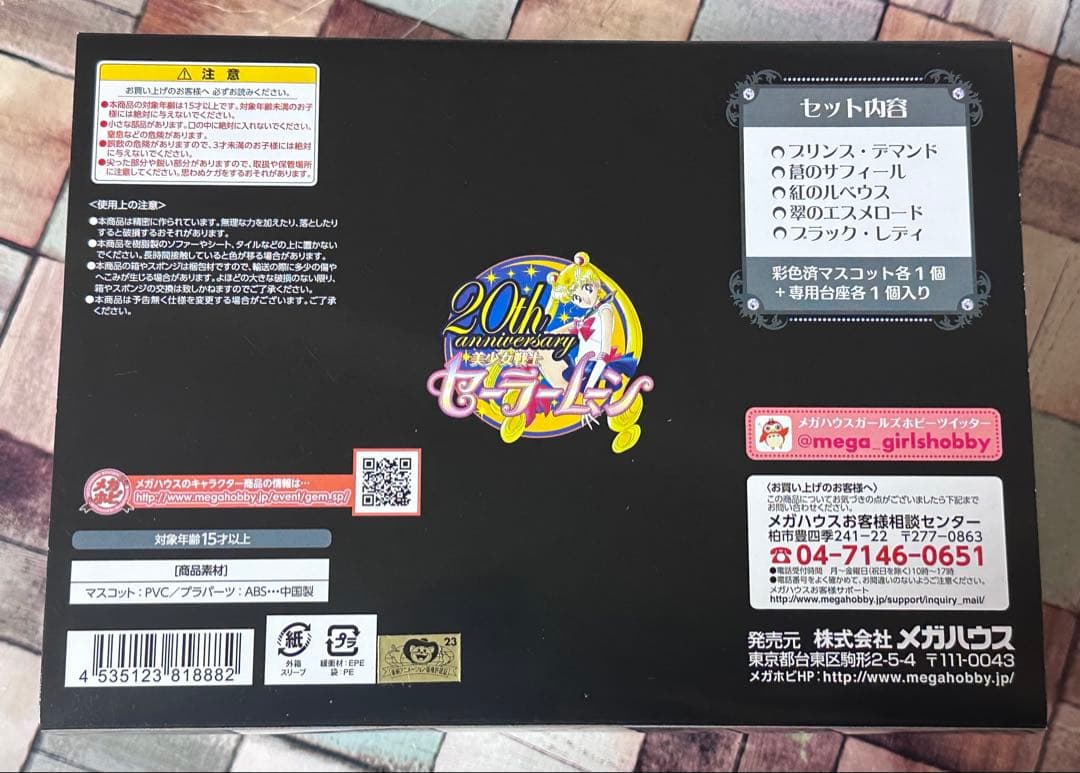 ⚠ 注意
お買い上げのお客様へ 必ずお読みください。
●本商品の対象年齢は15才以上です。対象年齢未満のお子
様には絶対に与えないでください。
●小さな部品があります。口の中に絶対に入れないでください。
窒息などの危険があります。
●誤飲の危険がありますので、3才未満のお子様には絶対
に与えないでください。
●尖った部分や鋭い部分がありますので、取扱や保管場所
に注意してください。思わぬケガをするおそれがあります。
<使用上の注意>
●本商品は精密に作られています。無理な力を加えたり、落としたり
すると破損するおそれがあります。
●本商品を樹脂製のソファーやシート、タイルなどの上に置かない
でください。長時間接触していると色が移る場合があります。
●本商品の箱やスポンジは梱包材ですので、輸送の際に多少の傷や
へこみが生じる場合があります。よほどの大きな破損のない限り、
箱やスポンジの交換は致しかねますのでご了承ください。
●本商品は予告無く仕様を変更する場合がございます。ご了承
ください。
セット内容
プリンス・デマンド
蒼のサフィール
紅のルベウス
翠のエスメロード
ブラック・レディ
彩色済マスコット各1個
+専用台座各1個入り
20th
anniversary
美少女戦士
セーラームーン
メガハウスのキャラクター商品の情報は…
http://www.megahobby.jp/event/gem.sp/
対象年齢15才以上
[商品素材]
マスコット:PVC/プラパーツ:ABS…中国製
4 535123 818882
紙
外箱
スリーブ
プラ
緩衝材:EPE
袋:PE
23
メガハウスガールズホビーツイッター
@mega_girlshobby
〈お買い上げのお客様へ〉
この商品についてお気づきの点がございましたら下記まで
お問い合わせください。
メガハウスお客様相談センター
柏市豊四季241-22 〒277-0863
☎04-7146-0651
●電話受付時間 月~金曜日(祝日を除く)10時~17時
●電話番号をよく確かめて、お間違いのないようご注意ください。
メガハウスお客様サポート
http://www.megahobby.jp/support/inquiry_mail/
発売元 株式会社 メガハウス
東京都台東区駒形2-5-4 〒111-0043
メガホビHP:http://www.megahobby.jp/